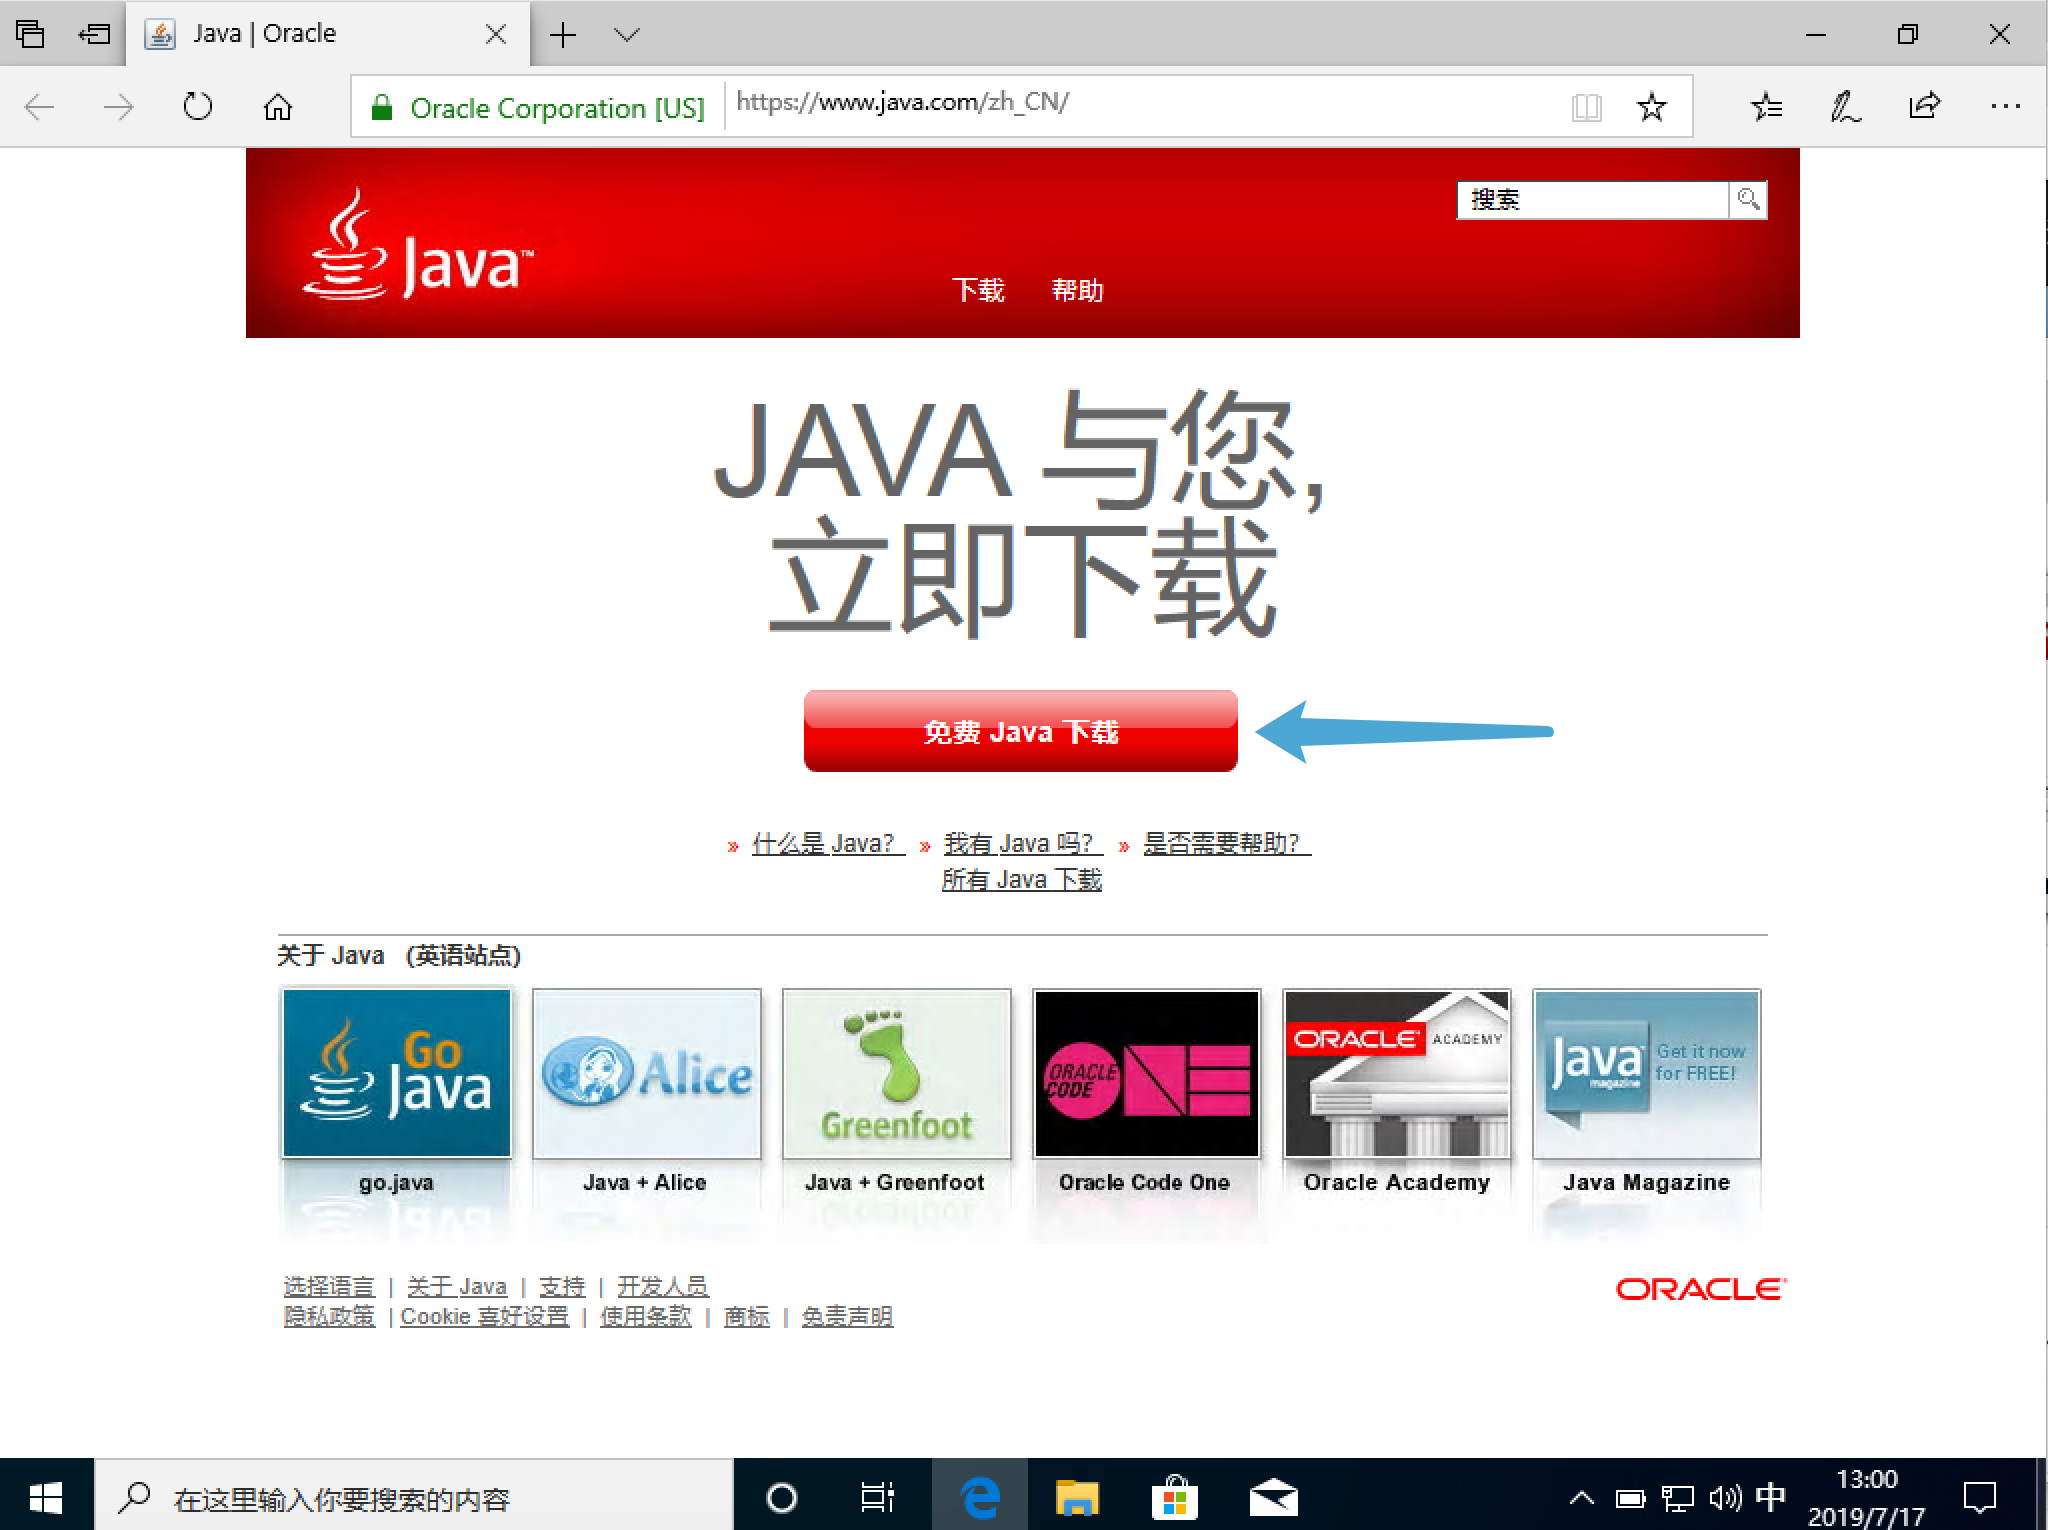 Java | Oracle
Oracle Corporation [US] https://www.java.com/zh_CN/
搜索
Java™
下载 帮助
JAVA 与您,
立即下载
免费 Java 下载
» 什么是 Java? » 我有 Java 吗? » 是否需要帮助?
所有 Java 下载
关于 Java (英语站点)
Go Java
Alice
Greenfoot
ORACLE CODE ONE
ORACLE ACADEMY
Java magazine Get it now for FREE!
go.java Java + Alice Java + Greenfoot Oracle Code One Oracle Academy Java Magazine
选择语言 | 关于 Java | 支持 | 开发人员
隐私政策 | Cookie 喜好设置 | 使用条款 | 商标 | 免责声明
ORACLE
在这里输入你要搜索的内容
中
13:00
2019/7/17